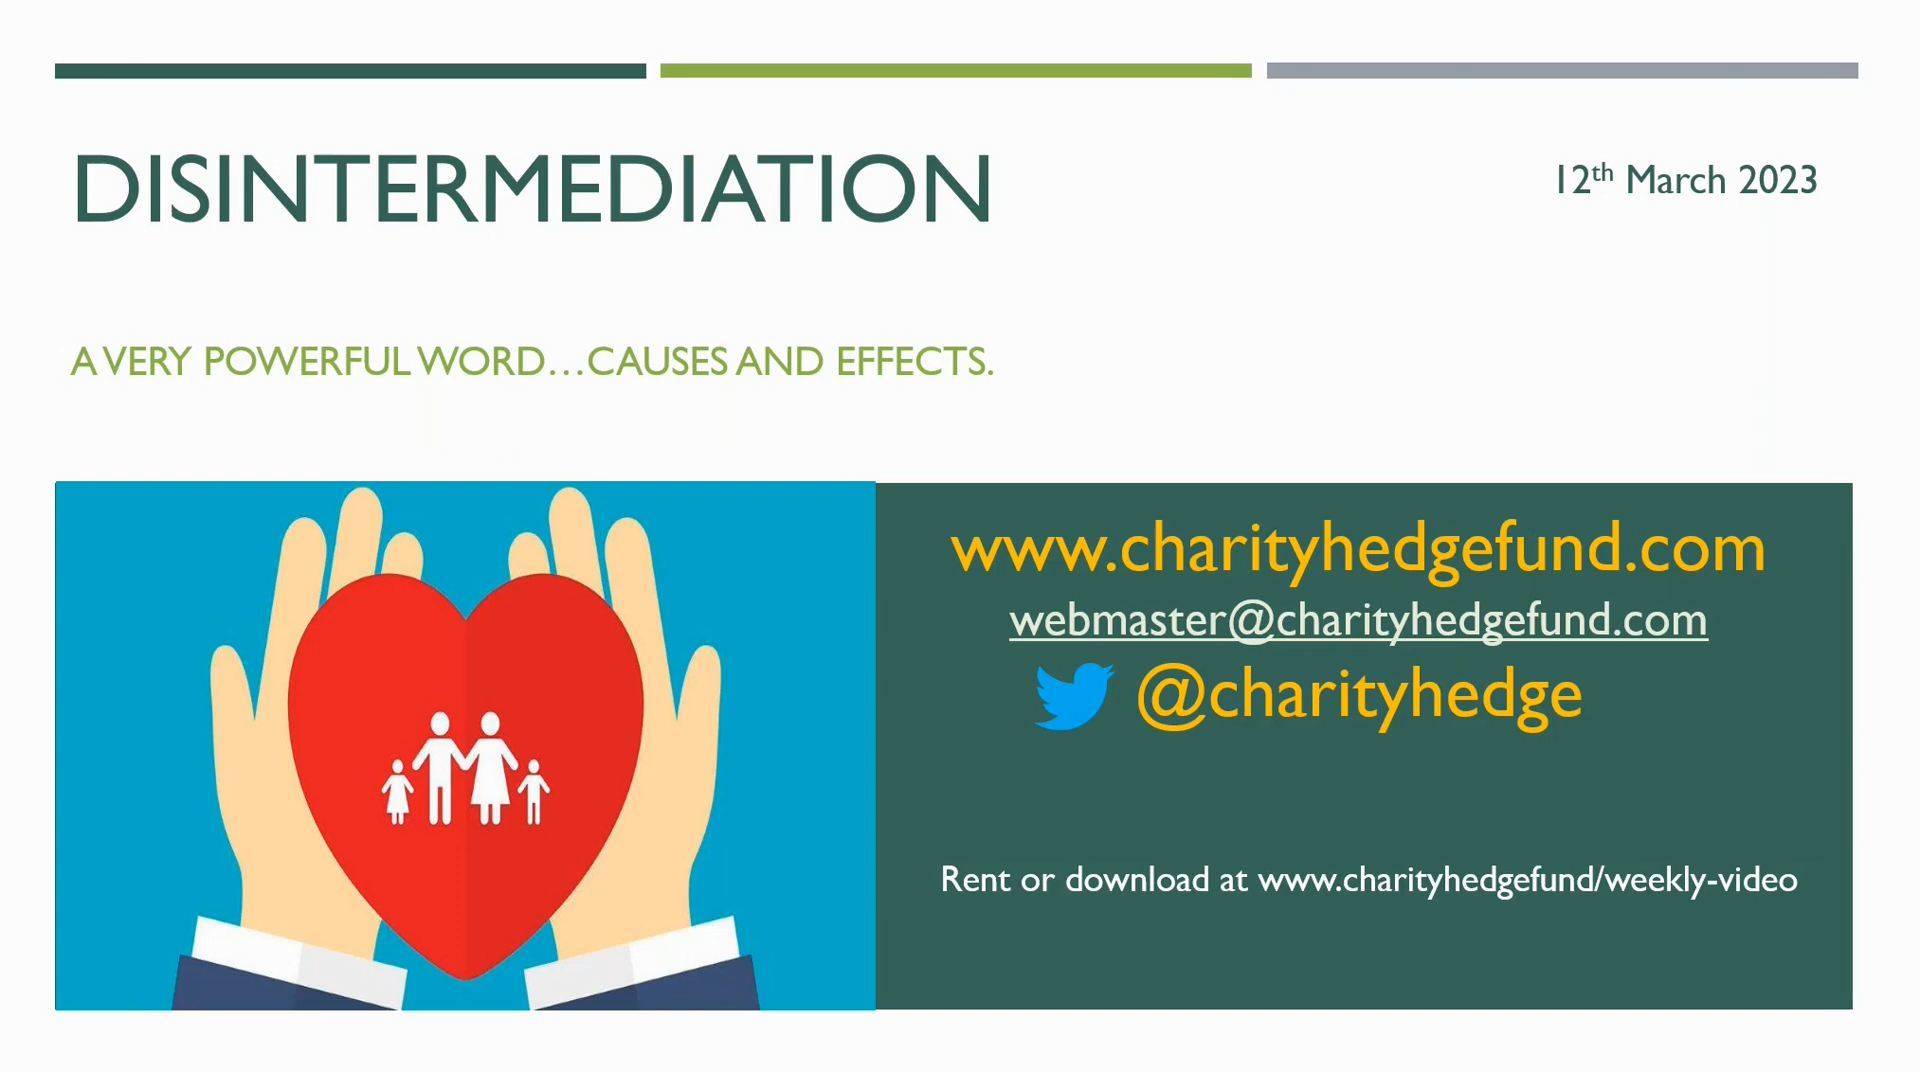 DISINTERMEDIATION
12th March 2023
A VERY POWERFUL WORD...CAUSES AND EFFECTS.
www.charityhedgefund.com
webmaster@charityhedgefund.com
@charityhedge
Rent or download at www.charityhedgefund/weekly-video